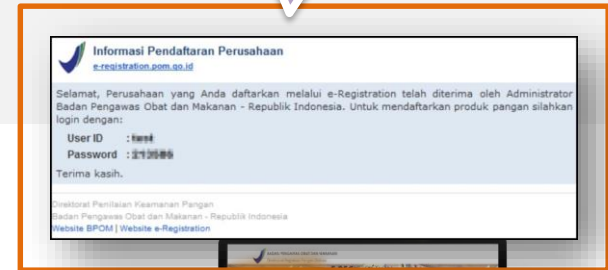 Informasi Pendaftaran Perusahaan
e-registration.pom.go.id
Selamat, Perusahaan yang Anda daftarkan melalui e-Registration telah diterima oleh Administrator
Badan Pengawas Obat dan Makanan - Republik Indonesia. Untuk mendaftarkan produk pangan silahkan
login dengan:
User ID :
Password :
Terima kasih.
Direktorat Penilaian Keamanan Pangan
Badan Pengawas Obat dan Makanan - Republik Indonesia
Website BPOM | Website e-Registration